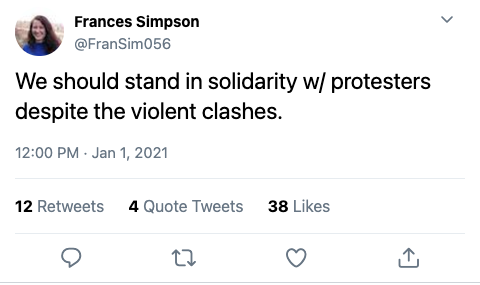 Frances Simpson
@FranSim056
We should stand in solidarity w/ protesters
despite the violent clashes.
12:00 PM · Jan 1, 2021
12 Retweets 4 Quote Tweets 38 Likes